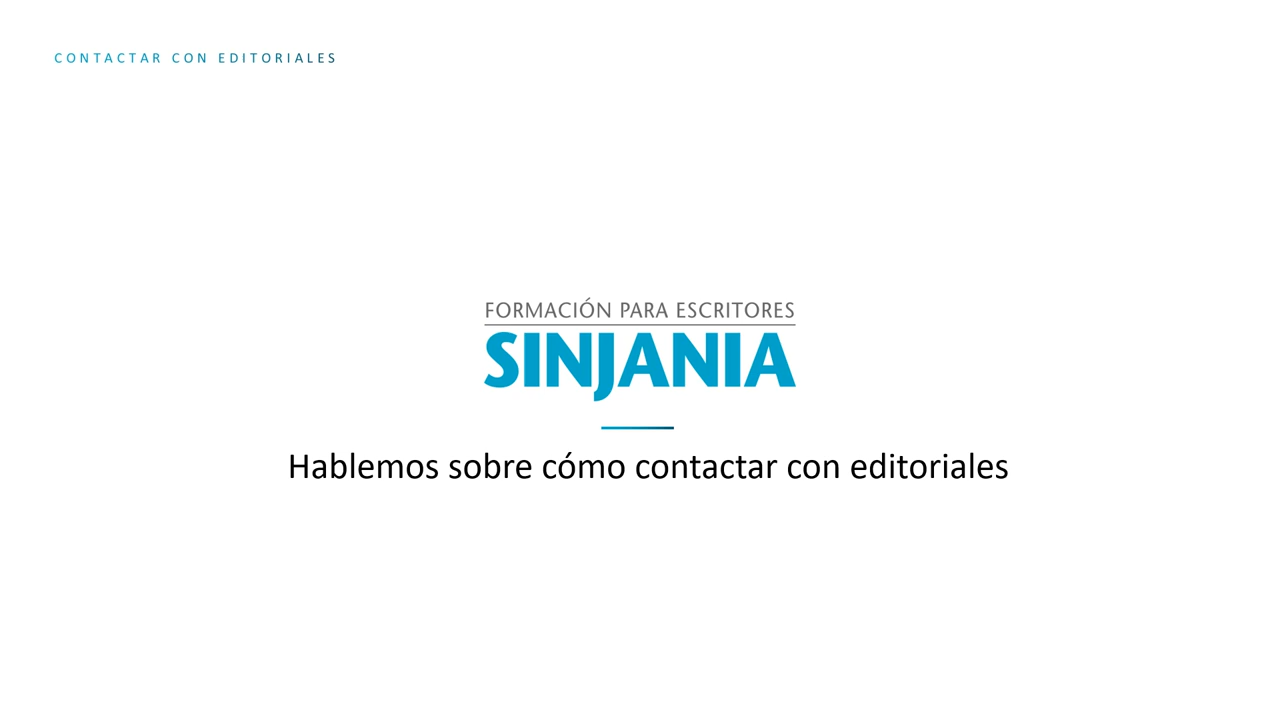 CONTACTAR CON EDITORIALES
FORMACIÓN PARA ESCRITORES
SINJANIA
Hablemos sobre cómo contactar con editoriales